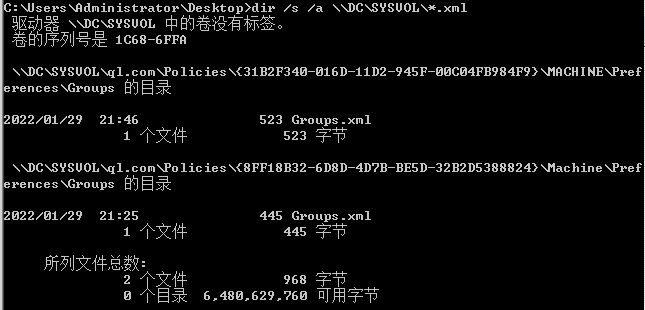 C:\Users\Administrator\Desktop>dir /s /a \\DC\SYSVOL\*.xml
驱动器 \\DC\SYSVOL 中的卷没有标签。
卷的序列号是 1C68-6FFA
\\DC\SYSVOL\ql.com\Policies\{31B2F340-016D-11D2-945F-00C04FB984F9}\MACHINE\Pref
erences\Groups 的目录
2022/01/29  21:46               523 Groups.xml
1 个文件            523 字节
\\DC\SYSVOL\ql.com\Policies\{8FF18B32-6D8D-4D7B-BE5D-32B2D5388824}\Machine\Pref
erences\Groups 的目录
2022/01/29  21:25               445 Groups.xml
1 个文件            445 字节
所列文件总数:
2 个文件            968 字节
0 个目录  6,480,629,760 可用字节